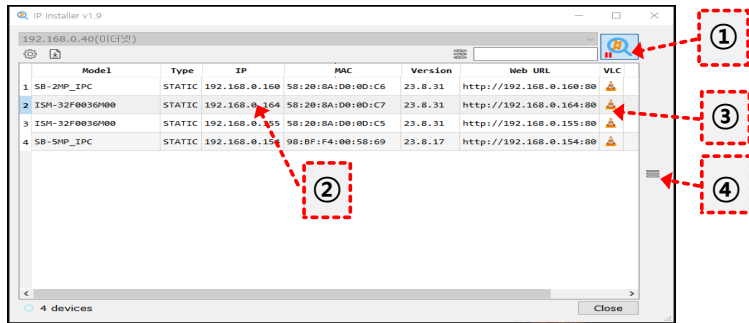 IP Installer v1.9
192.168.0.40(이더넷)
Model Type IP MAC Version Web URL VLC
1 SB-2MP_IPC STATIC 192.168.0.160 58:20:8A:D0:0D:C6 23.8.31 http://192.168.0.160:80
2 ISM-32F0036M00 STATIC 192.168.0.164 58:20:8A:D0:0D:C7 23.8.31 http://192.168.0.164:80
3 ISM-32F0036M00 STATIC 192.168.0.155 58:20:8A:D0:0D:C5 23.8.31 http://192.168.0.155:80
4 SB-5MP_IPC STATIC 192.168.0.154 98:BF:F4:00:58:69 23.8.17 http://192.168.0.154:80
4 devices Close
①
②
③
④